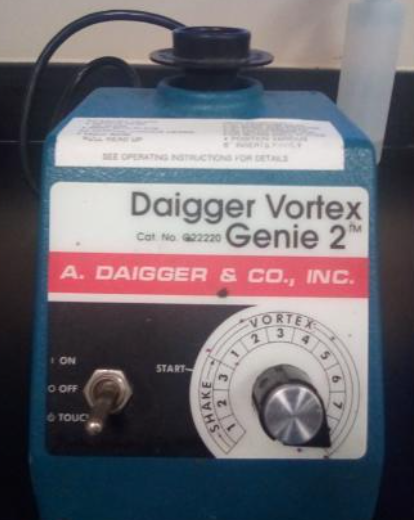 PULL HEAD UP
SEE OPERATING INSTRUCTIONS FOR DETAILS
Daigger Vortex
Cat. No. G22220 Genie 2™
A. DAIGGER & CO., INC.
VORTEX
1 2 3 4 5 6 7
START
SHAKE
1 2 3
I ON
O OFF
TOUCH